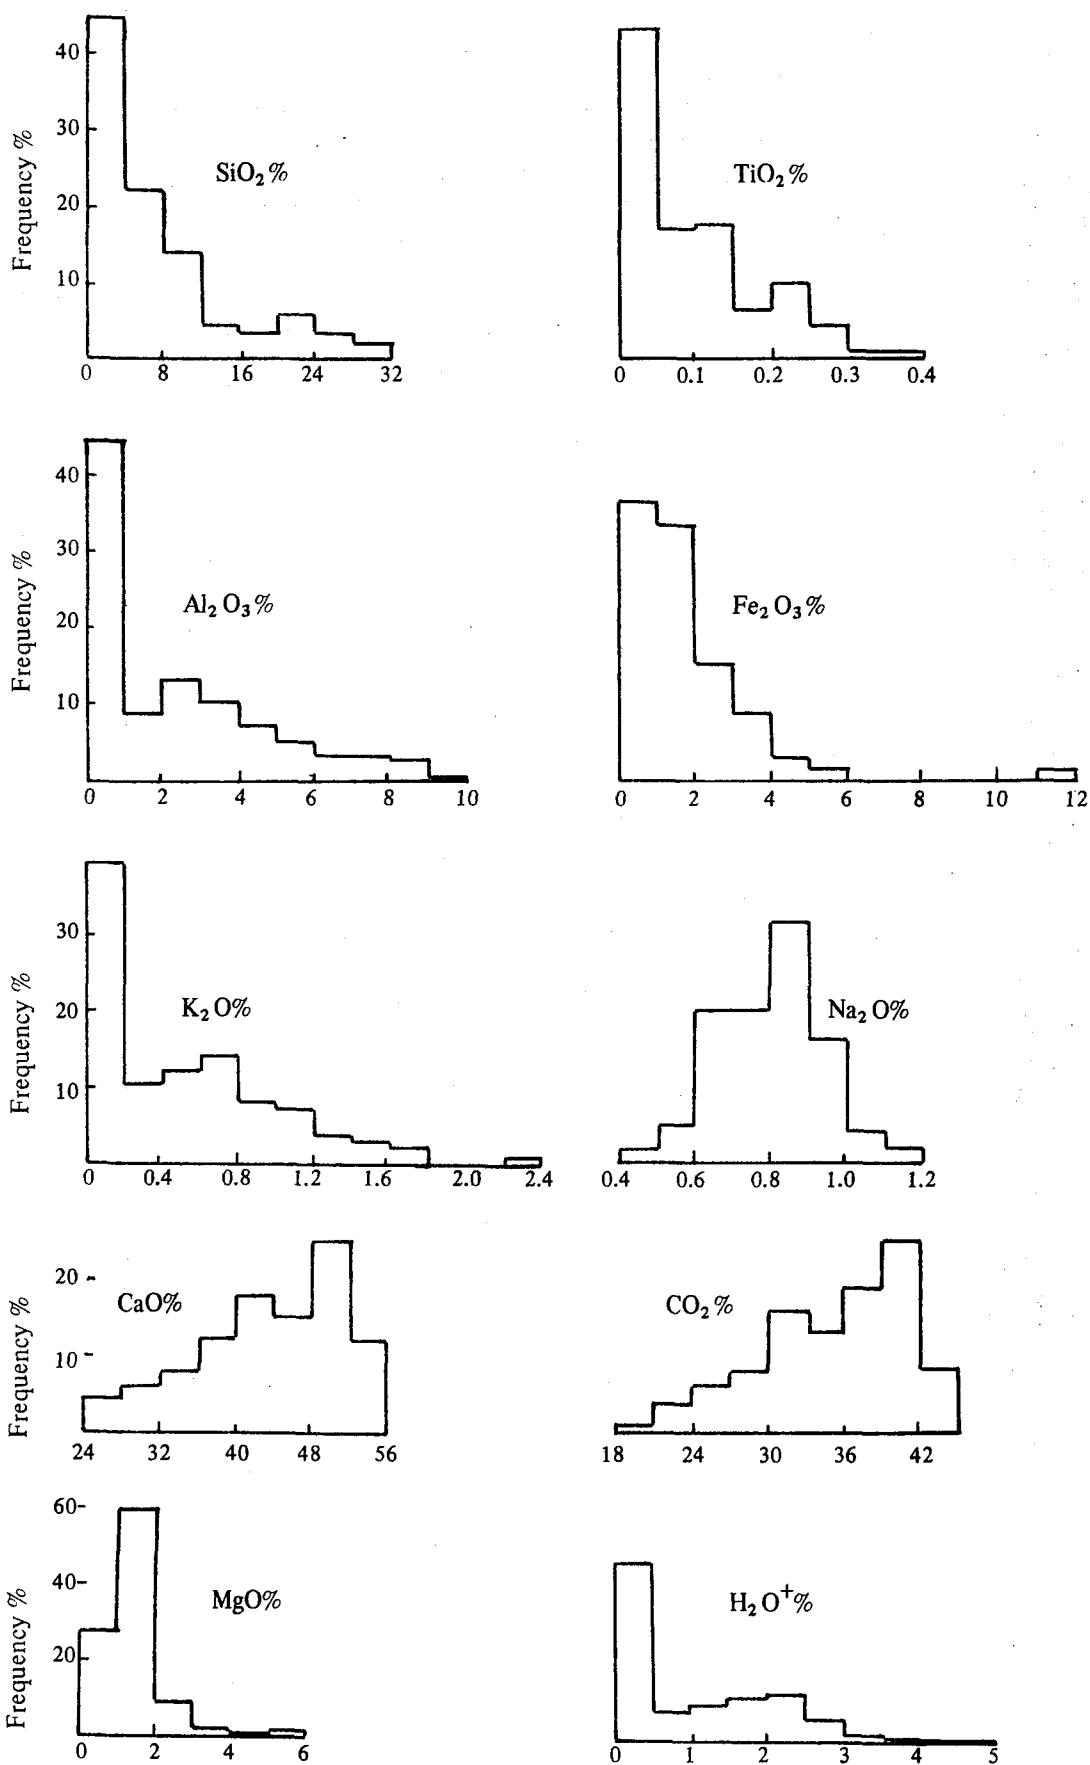 40
30
20
10
Frequency %
SiO₂%
0 8 16 24 32
TiO₂%
0 0.1 0.2 0.3 0.4
40
30
20
10
Frequency %
Al₂O₃%
0 2 4 6 8 10
Fe₂O₃%
0 2 4 6 8 10 12
30
20
10
Frequency %
K₂O%
0 0.4 0.8 1.2 1.6 2.0 2.4
Na₂O%
0.4 0.6 0.8 1.0 1.2
20
10
Frequency %
CaO%
24 32 40 48 56
CO₂%
18 24 30 36 42
60
40
20
Frequency %
MgO%
0 2 4 6
H₂O⁺%
0 1 2 3 4 5